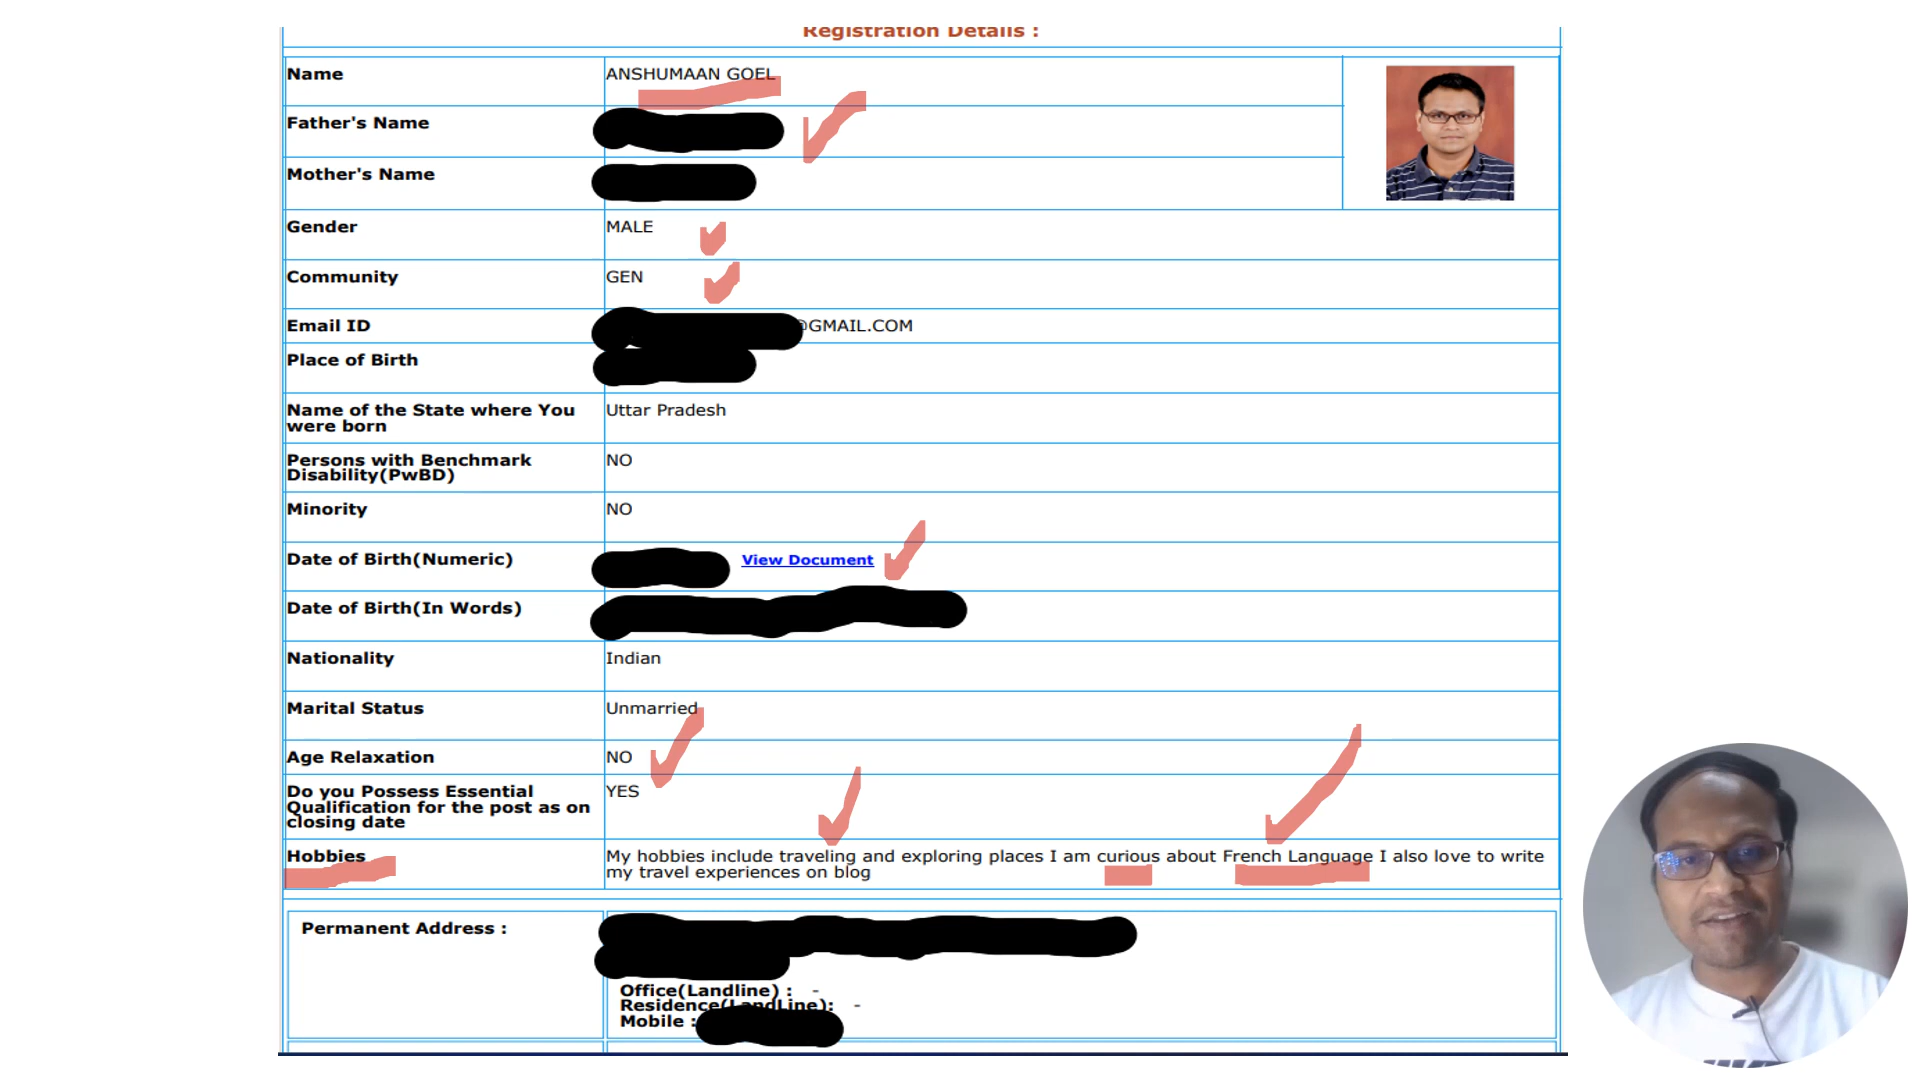 Registration Details :
Name ANSHUMAAN GOEL
Father's Name
Mother's Name
Gender MALE
Community GEN
Email ID @GMAIL.COM
Place of Birth
Name of the State where You Uttar Pradesh
were born
Persons with Benchmark NO
Disability(PwBD)
Minority NO
Date of Birth(Numeric) View Document
Date of Birth(In Words)
Nationality Indian
Marital Status Unmarried
Age Relaxation NO
Do you Possess Essential YES
Qualification for the post as on
closing date
Hobbies My hobbies include traveling and exploring places I am curious about French Language I also love to write
my travel experiences on blog
Permanent Address :
Office(Landline) : -
Residence(LandLine): -
Mobile :